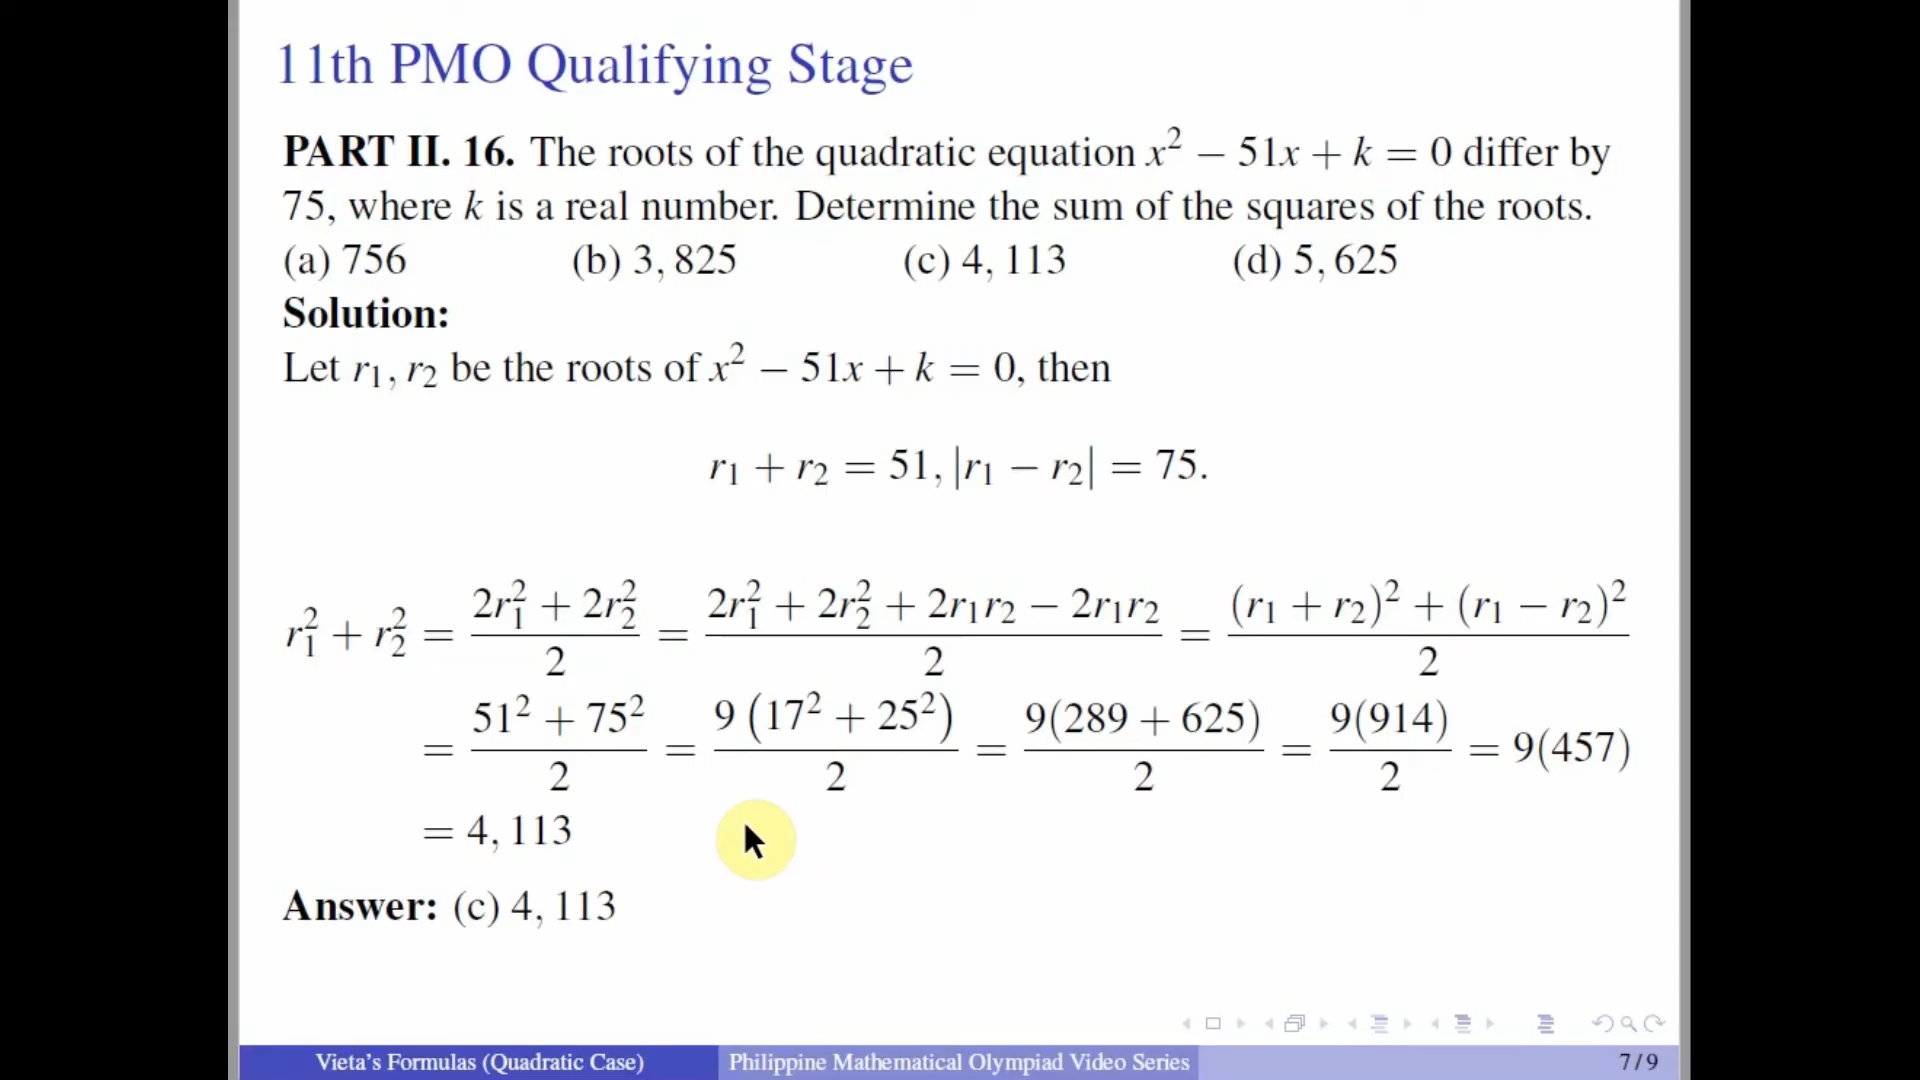 11th PMO Qualifying Stage
PART II. 16. The roots of the quadratic equation x² − 51x + k = 0 differ by
75, where k is a real number. Determine the sum of the squares of the roots.
(a) 756 (b) 3, 825 (c) 4, 113 (d) 5, 625
Solution:
Let r₁, r₂ be the roots of x² − 51x + k = 0, then
r₁ + r₂ = 51, |r₁ − r₂| = 75.
r₁² + r₂² = (2r₁² + 2r₂²)/2 = (2r₁² + 2r₂² + 2r₁r₂ − 2r₁r₂)/2 = ((r₁ + r₂)² + (r₁ − r₂)²)/2
= (51² + 75²)/2 = 9 (17² + 25²)/2 = 9(289 + 625)/2 = 9(914)/2 = 9(457)
= 4, 113
Answer: (c) 4, 113
Vieta's Formulas (Quadratic Case) Philippine Mathematical Olympiad Video Series 7 / 9